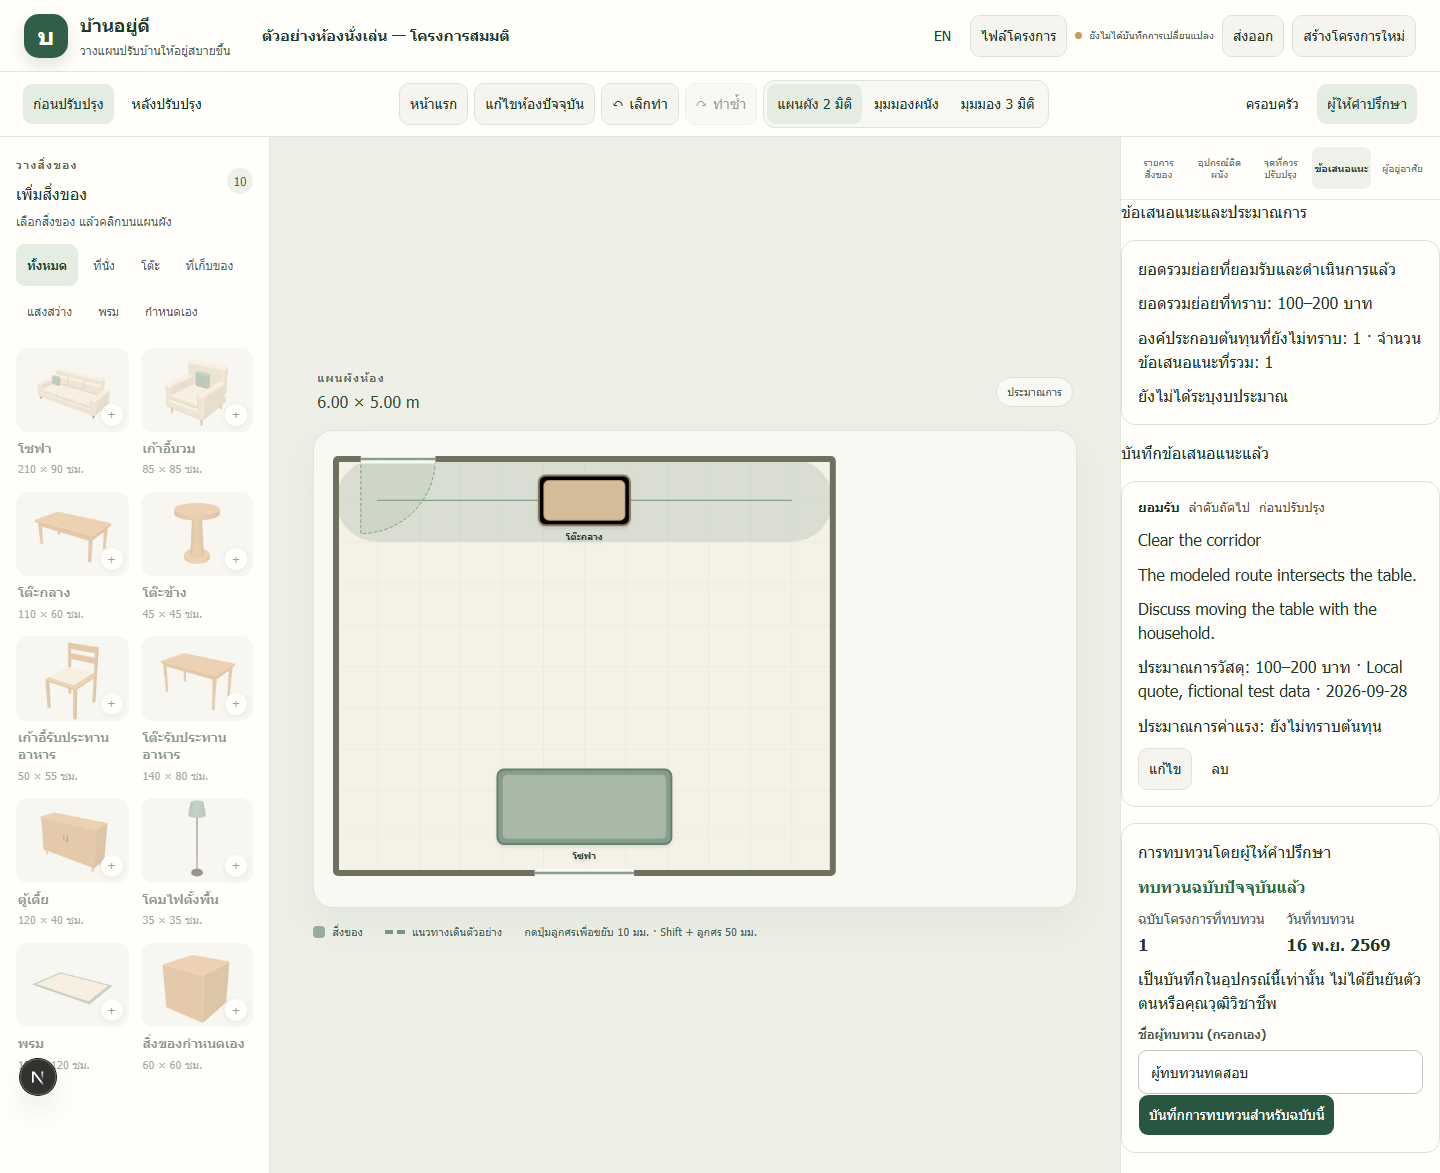 บ
บ้านอยู่ดี
วางแผนปรับบ้านให้อยู่สบายขึ้น
ตัวอย่างห้องนั่งเล่น — โครงการสมมติ
EN
ไฟล์โครงการ
ยังไม่ได้บันทึกการเปลี่ยนแปลง
ส่งออก
สร้างโครงการใหม่
ก่อนปรับปรุง
หลังปรับปรุง
หน้าแรก
แก้ไขห้องปัจจุบัน
↶ เลิกทำ
↷ ทำซ้ำ
แผนผัง 2 มิติ
มุมมองผนัง
มุมมอง 3 มิติ
ครอบครัว
ผู้ให้คำปรึกษา
วางสิ่งของ
เพิ่มสิ่งของ
10
เลือกสิ่งของ แล้วคลิกบนแผนผัง
ทั้งหมด
ที่นั่ง
โต๊ะ
ที่เก็บของ
แสงสว่าง
พรม
กำหนดเอง
+
+
โซฟา
เก้าอี้นวม
210 × 90 ซม.
85 × 85 ซม.
+
+
โต๊ะกลาง
โต๊ะข้าง
110 × 60 ซม.
45 × 45 ซม.
+
+
เก้าอี้รับประทาน
อาหาร
โต๊ะรับประทาน
อาหาร
50 × 55 ซม.
140 × 80 ซม.
+
+
ตู้เตี้ย
โคมไฟตั้งพื้น
120 × 40 ซม.
35 × 35 ซม.
+
+
พรม
สิ่งของกำหนดเอง
120 ซม.
60 × 60 ซม.
N
แผนผังห้อง
6.00 × 5.00 m
ประมาณการ
โต๊ะกลาง
โซฟา
สิ่งของ
แนวทางเดินตัวอย่าง
กดปุ่มลูกศรเพื่อขยับ 10 มม. · Shift + ลูกศร 50 มม.
รายการ
สิ่งของ
อุปกรณ์ติด
ผนัง
จุดที่ควร
ปรับปรุง
ข้อเสนอแนะ
ผู้อยู่อาศัย
ข้อเสนอแนะและประมาณการ
ยอดรวมย่อยที่ยอมรับและดำเนินการแล้ว
ยอดรวมย่อยที่ทราบ: 100–200 บาท
องค์ประกอบต้นทุนที่ยังไม่ทราบ: 1 · จำนวน
ข้อเสนอแนะที่รวม: 1
ยังไม่ได้ระบุงบประมาณ
บันทึกข้อเสนอแนะแล้ว
ยอมรับ ลำดับถัดไป ก่อนปรับปรุง
Clear the corridor
The modeled route intersects the table.
Discuss moving the table with the
household.
ประมาณการวัสดุ: 100–200 บาท · Local
quote, fictional test data · 2026-09-28
ประมาณการค่าแรง: ยังไม่ทราบต้นทุน
แก้ไข
ลบ
การทบทวนโดยผู้ให้คำปรึกษา
ทบทวนฉบับปัจจุบันแล้ว
ฉบับโครงการที่ทบทวน
วันที่ทบทวน
1
16 พ.ย. 2569
เป็นบันทึกในอุปกรณ์นี้เท่านั้น ไม่ได้ยืนยันตัว
ตนหรือคุณวุฒิวิชาชีพ
ชื่อผู้ทบทวน (กรอกเอง)
ผู้ทบทวนทดสอบ
บันทึกการทบทวนสำหรับฉบับนี้